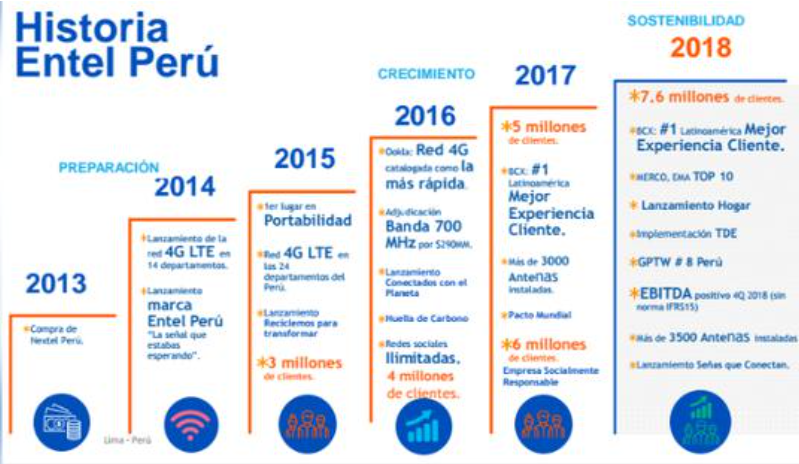 Historia
Entel Perú
PREPARACIÓN
CRECIMIENTO
SOSTENIBILIDAD
2013
*Compra de
Nextel Perú.
2014
*Lanzamiento de la
red 4G LTE en
14 departamentos.
*Lanzamiento
marca
Entel Perú
"La señal que
estabas
esperando".
2015
*1er lugar en
Portabilidad
*Red 4G LTE en
las 24
departamentos del
Perú.
*Lanzamiento
Reciclemos para
transformar
*3 millones
de clientes.
2016
*Ookla: Red 4G
catalogada como la
más rápida.
*Adjudicación
Banda 700
MHz por $290MM.
*Lanzamiento
Conectados con el
Planeta
*Huella de Carbono
*Redes sociales
Ilimitadas.
4 millones
de clientes.
2017
*5 millones
de clientes.
*BCX: #1
Latinoamérica
Mejor
Experiencia
Cliente.
*Más de 3000
Antenas
instaladas.
*Pacto Mundial
*6 millones
de clientes.
Empresa Socialmente
Responsable
2018
*7.6 millones de clientes.
*BCX: #1 Latinoamérica Mejor
Experiencia Cliente.
*MERCO, EMA TOP 10
* Lanzamiento Hogar
*Implementación TDE
*GPTW # 8 Perú
*EBITDA positivo 4Q 2018 (sin
norma IFRS15)
*Más de 3500 Antenas instaladas
*Lanzamiento Señas que Conectan.
Lima - Perú